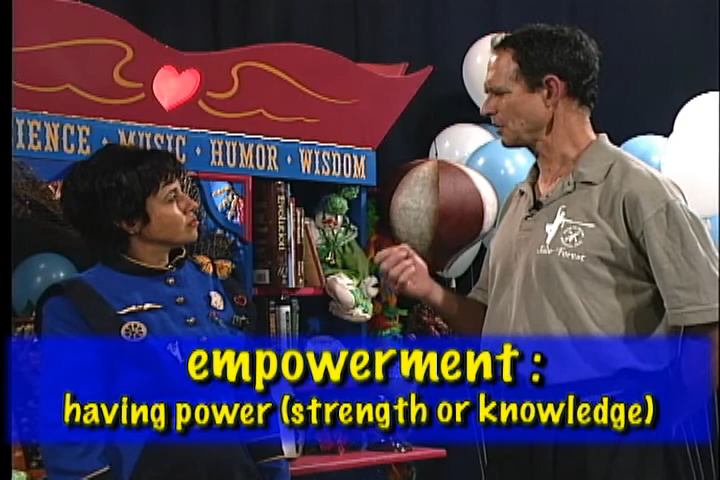 IENCE · MUSIC · HUMOR · WISDOM
empowerment :
having power (strength or knowledge)